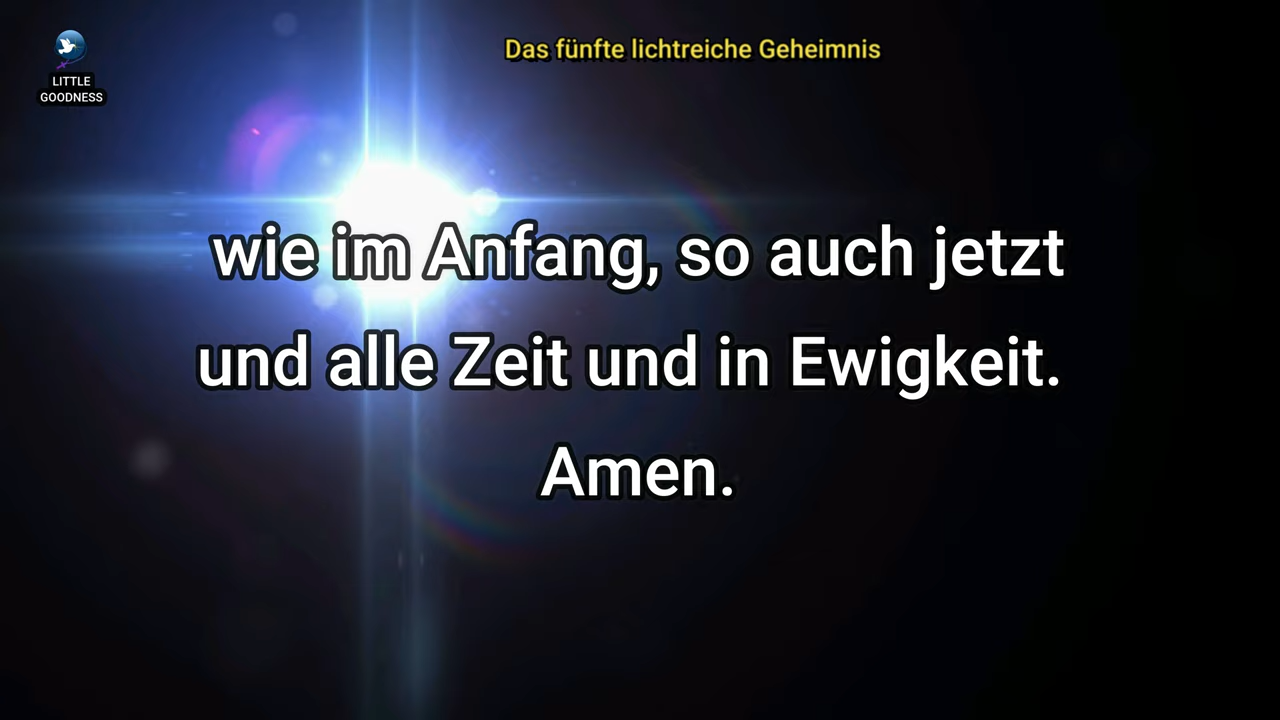 Das fünfte lichtreiche Geheimnis
LITTLE
GOODNESS
wie im Anfang, so auch jetzt
und alle Zeit und in Ewigkeit.
Amen.